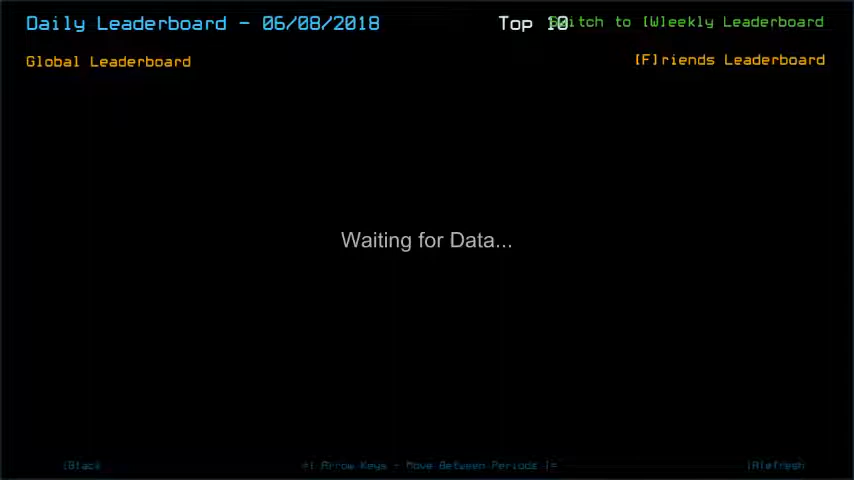 Daily Leaderboard - 06/08/2018
Top 10
Switch to [W]eekly Leaderboard
Global Leaderboard
[F]riends Leaderboard
Waiting for Data...
[B]ack
Arrow Keys - Move Between Periods
[R]efresh